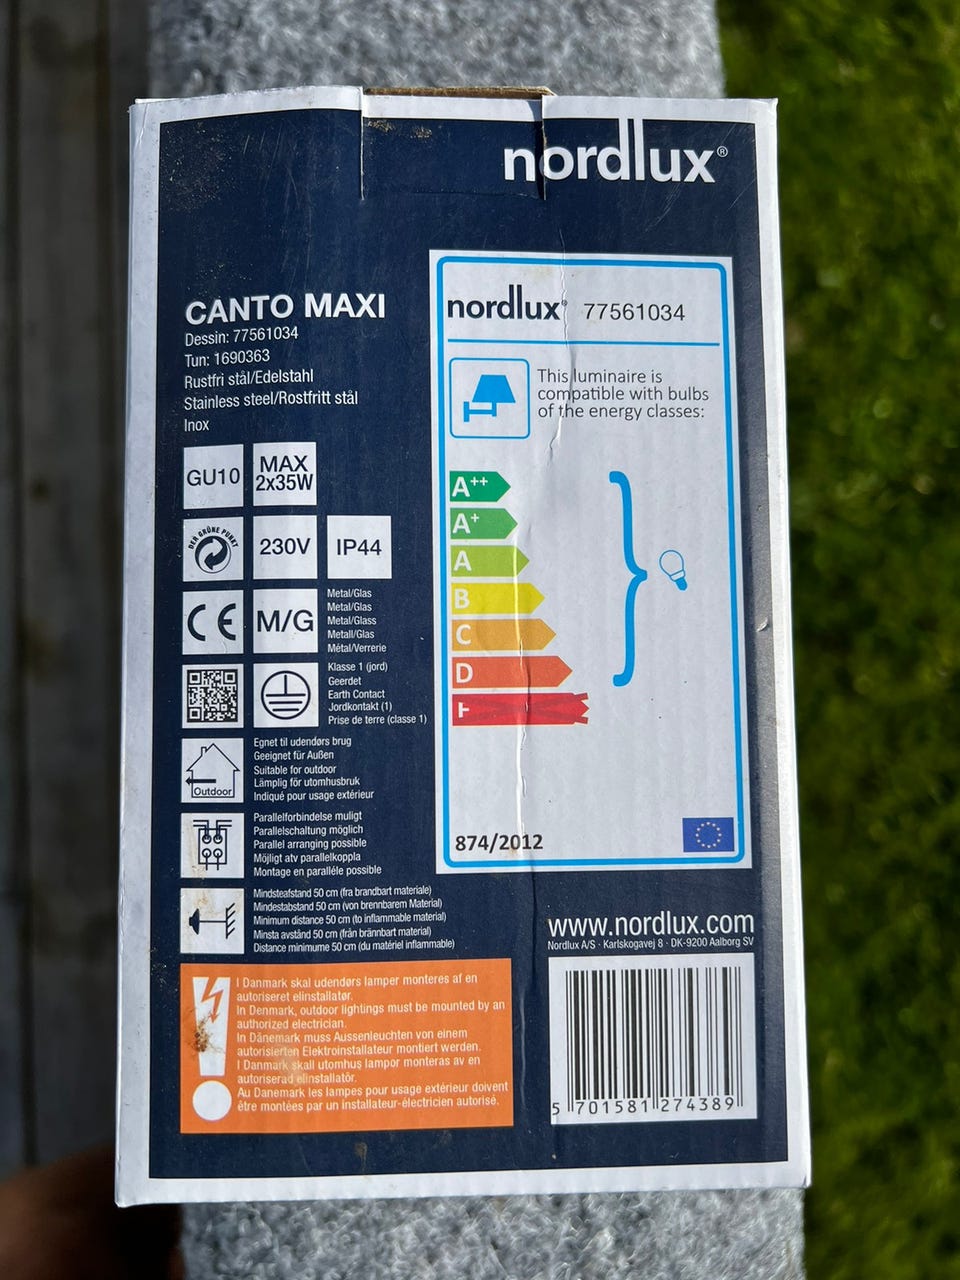 nordlux®
CANTO MAXI
Dessin: 77561034
Tun: 1690363
Rustfri stål/Edelstahl
Stainless steel/Rostfritt stål
Inox
GU10
MAX
2x35W
DER GRÜNE PUNKT
230V
IP44
CE
M/G
Metal/Glas
Metal/Glas
Metal/Glass
Metall/Glas
Métal/Verrerie
Klasse 1 (jord)
Geerdet
Earth Contact
Jordkontakt (1)
Prise de terre (classe 1)
Outdoor
Egnet til udendørs brug
Geeignet für Außen
Suitable for outdoor
Lämplig för utomhusbruk
Indiqué pour usage extérieur
Parallelforbindelse muligt
Parallelschaltung möglich
Parallel arranging possible
Möjligt atv parallelkoppla
Montage en paralléle possible
Mindsteafstand 50 cm (fra brandbart materiale)
Mindestabstand 50 cm (von brennbarem Material)
Minimum distance 50 cm (to inflammable material)
Minsta avstånd 50 cm (från brännbart material)
Distance minimume 50 cm (du matériel inflammable)
I Danmark skal udendørs lamper monteres af en
autoriseret elinstallatør.
In Denmark, outdoor lightings must be mounted by an
authorized electrician.
In Dänemark muss Aussenleuchten von einem
autorisierten Elektroinstallateur montiert werden.
I Danmark skall utomhus lampor monteras av en
autoriserad elinstallatör.
Au Danemark les lampes pour usage extérieur doivent
être montées par un installateur-électricien autorisé.
nordlux® 77561034
This luminaire is
compatible with bulbs
of the energy classes:
A++
A+
A
B
C
D
874/2012
www.nordlux.com
Nordlux A/S · Karlskogavej 8 · DK-9200 Aalborg SV
5 701581 274389